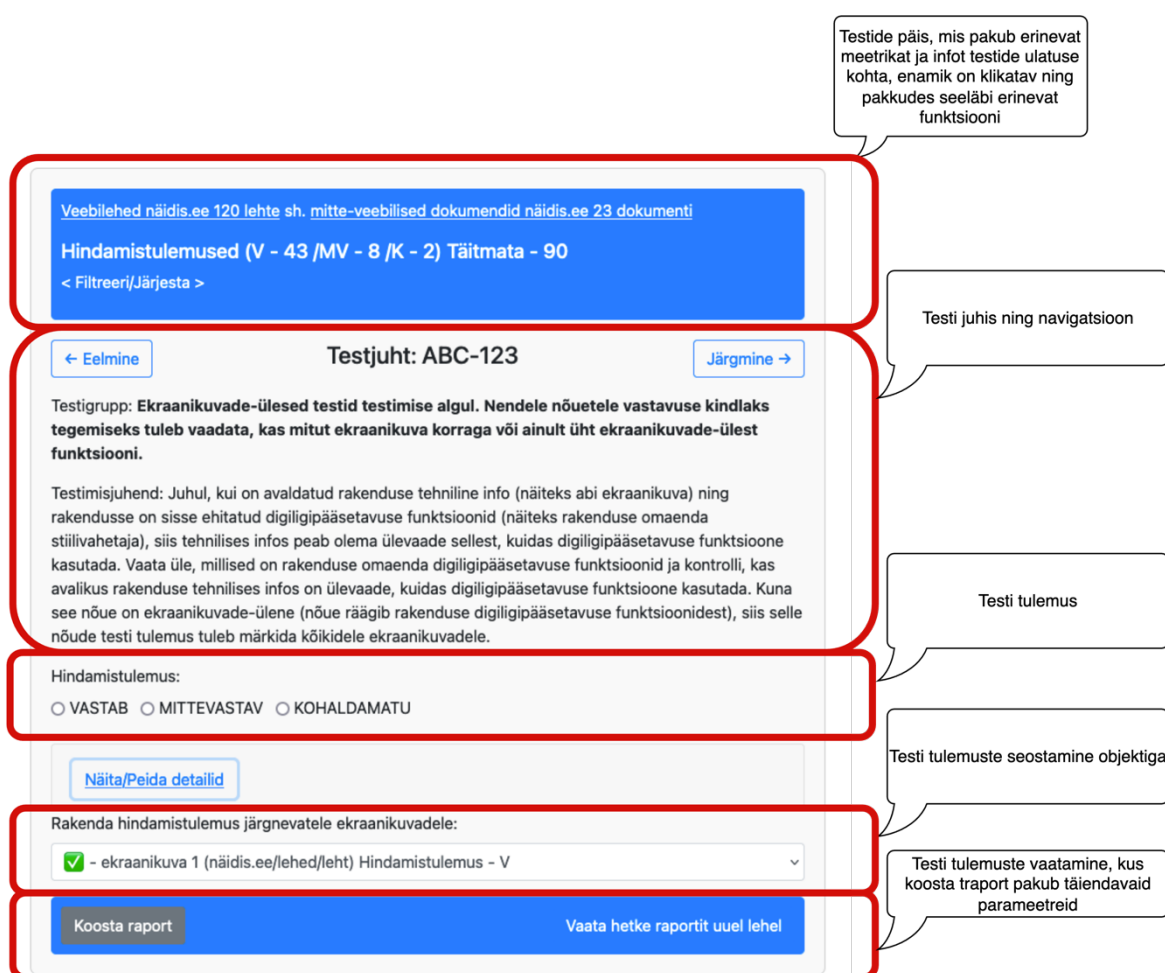 Testide päis, mis pakub erinevat
meetrikat ja infot testide ulatuse
kohta, enamik on klikatav ning
pakkudes seeläbi erinevat
funktsiooni
Veebilehed näidis.ee 120 lehte sh. mitte-veebilised dokumendid näidis.ee 23 dokumenti
Hindamistulemused (V - 43 /MV - 8 /K - 2) Täitmata - 90
< Filtreeri/Järjesta >
Testi juhis ning navigatsioon
← Eelmine
Testjuht: ABC-123
Järgmine →
Testigrupp: Ekraanikuvade-ülesed testid testimise algul. Nendele nõuetele vastavuse kindlaks
tegemiseks tuleb vaadata, kas mitut ekraanikuva korraga või ainult üht ekraanikuvade-ülest
funktsiooni.
Testimisjuhend: Juhul, kui on avaldatud rakenduse tehniline info (näiteks abi ekraanikuva) ning
rakendusse on sisse ehitatud digiligipääsetavuse funktsioonid (näiteks rakenduse omaenda
stiilivahetaja), siis tehnilises infos peab olema ülevaade sellest, kuidas digiligipääsetavuse funktsioone
kasutada. Vaata üle, millised on rakenduse omaenda digiligipääsetavuse funktsioonid ja kontrolli, kas
avalikus rakenduse tehnilises infos on ülevaade, kuidas digiligipääsetavuse funktsioone kasutada. Kuna
see nõue on ekraanikuvade-ülene (nõue räägib rakenduse digiligipääsetavuse funktsioonidest), siis selle
nõude testi tulemus tuleb märkida kõikidele ekraanikuvadele.
Testi tulemus
Hindamistulemus:
VASTAB MITTEVASTAV KOHALDAMATU
Testi tulemuste seostamine objektiga
Näita/Peida detailid
Rakenda hindamistulemus järgnevatele ekraanikuvadele:
✅ - ekraanikuva 1 (näidis.ee/lehed/leht) Hindamistulemus - V
Testi tulemuste vaatamine, kus
koosta traport pakub täiendavaid
parameetreid
Koosta raport
Vaata hetke raportit uuel lehel